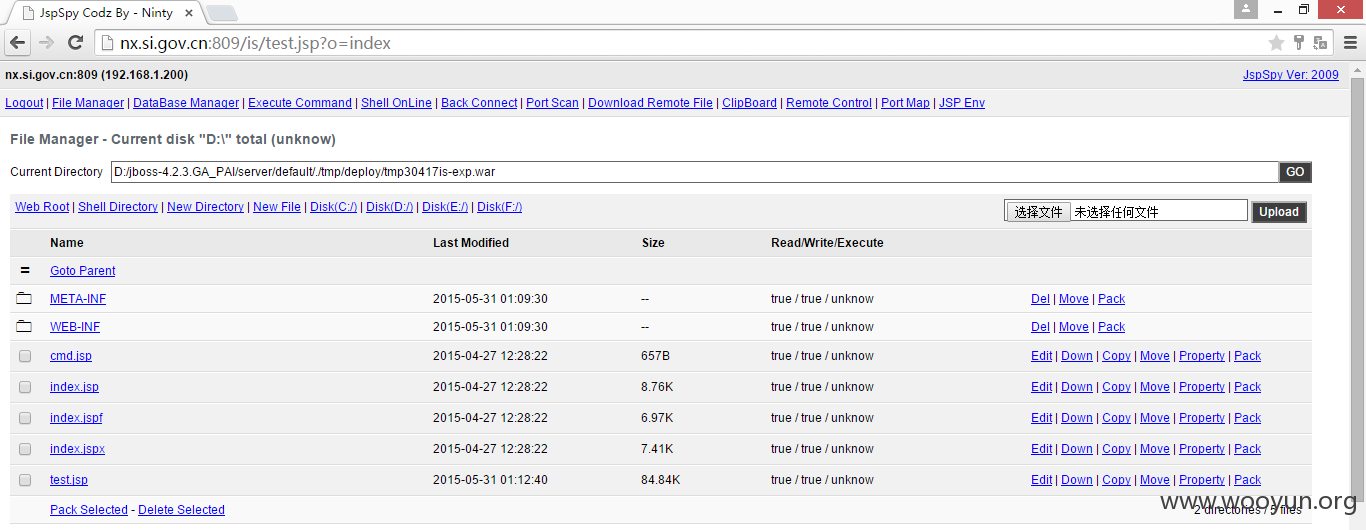 JspSpy Codz By - Ninty
nx.si.gov.cn:809/is/test.jsp?o=index
nx.si.gov.cn:809 (192.168.1.200) JspSpy Ver: 2009
Logout | File Manager | DataBase Manager | Execute Command | Shell OnLine | Back Connect | Port Scan | Download Remote File | ClipBoard | Remote Control | Port Map | JSP Env
File Manager - Current disk "D:\" total (unknow)
Current Directory D:/jboss-4.2.3.GA_PAI/server/default/./tmp/deploy/tmp30417is-exp.war GO
Web Root | Shell Directory | New Directory | New File | Disk(C:/) | Disk(D:/) | Disk(E:/) | Disk(F:/) 选择文件 未选择任何文件 Upload
Name Last Modified Size Read/Write/Execute
= Goto Parent
META-INF 2015-05-31 01:09:30 -- true / true / unknow Del | Move | Pack
WEB-INF 2015-05-31 01:09:30 -- true / true / unknow Del | Move | Pack
cmd.jsp 2015-04-27 12:28:22 657B true / true / unknow Edit | Down | Copy | Move | Property | Pack
index.jsp 2015-04-27 12:28:22 8.76K true / true / unknow Edit | Down | Copy | Move | Property | Pack
index.jspf 2015-04-27 12:28:22 6.97K true / true / unknow Edit | Down | Copy | Move | Property | Pack
index.jspx 2015-04-27 12:28:22 7.41K true / true / unknow Edit | Down | Copy | Move | Property | Pack
test.jsp 2015-05-31 01:12:40 84.84K true / true / unknow Edit | Down | Copy | Move | Property | Pack
Pack Selected - Delete Selected 2 directories / 5 files
www.wooyun.org